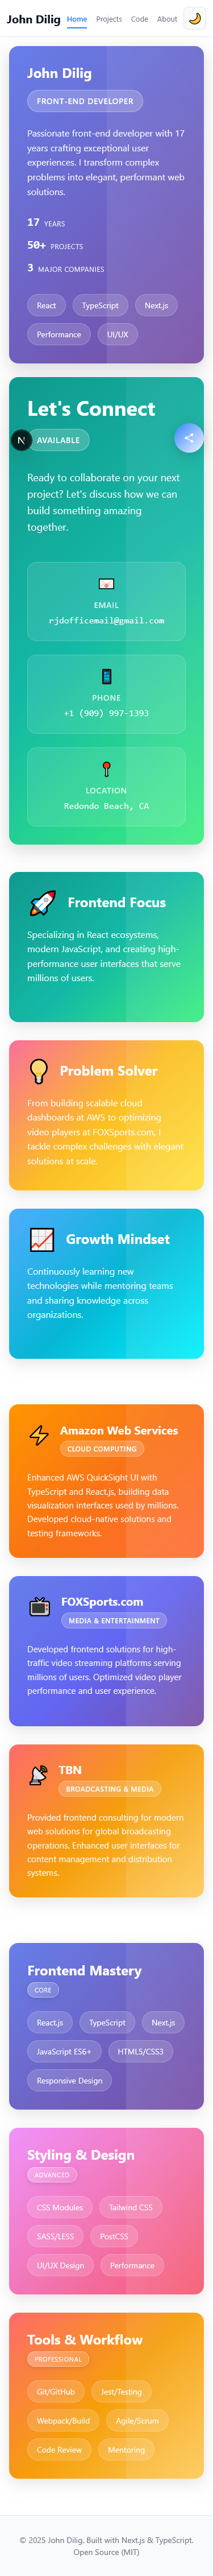 John Dilig
Home
Projects
Code
About
John Dilig
FRONT-END DEVELOPER
Passionate front-end developer with 17
years crafting exceptional user
experiences. I transform complex
problems into elegant, performant web
solutions.
17 YEARS
50+ PROJECTS
3 MAJOR COMPANIES
React
TypeScript
Next.js
Performance
UI/UX
Let's Connect
N
AVAILABLE
Ready to collaborate on your next
project? Let's discuss how we can
build something amazing
together.
EMAIL
rjdofficemail@gmail.com
PHONE
+1 (909) 997-1393
LOCATION
Redondo Beach, CA
Frontend Focus
Specializing in React ecosystems,
modern JavaScript, and creating high-
performance user interfaces that serve
millions of users.
Problem Solver
From building scalable cloud
dashboards at AWS to optimizing
video players at FOXSports.com, I
tackle complex challenges with elegant
solutions at scale.
Growth Mindset
Continuously learning new
technologies while mentoring teams
and sharing knowledge across
organizations.
Amazon Web Services
CLOUD COMPUTING
Enhanced AWS QuickSight UI with
TypeScript and React.js, building data
visualization interfaces used by millions.
Developed cloud-native solutions and
testing frameworks.
FOXSports.com
MEDIA & ENTERTAINMENT
Developed frontend solutions for high-
traffic video streaming platforms serving
millions of users. Optimized video player
performance and user experience.
TBN
BROADCASTING & MEDIA
Provided frontend consulting for modern
web solutions for global broadcasting
operations. Enhanced user interfaces for
content management and distribution
systems.
Frontend Mastery
CORE
React.js
TypeScript
Next.js
JavaScript ES6+
HTML5/CSS3
Responsive Design
Styling & Design
ADVANCED
CSS Modules
Tailwind CSS
SASS/LESS
PostCSS
UI/UX Design
Performance
Tools & Workflow
PROFESSIONAL
Git/GitHub
Jest/Testing
Webpack/Build
Agile/Scrum
Code Review
Mentoring
© 2025 John Dilig. Built with Next.js & TypeScript.
Open Source (MIT)